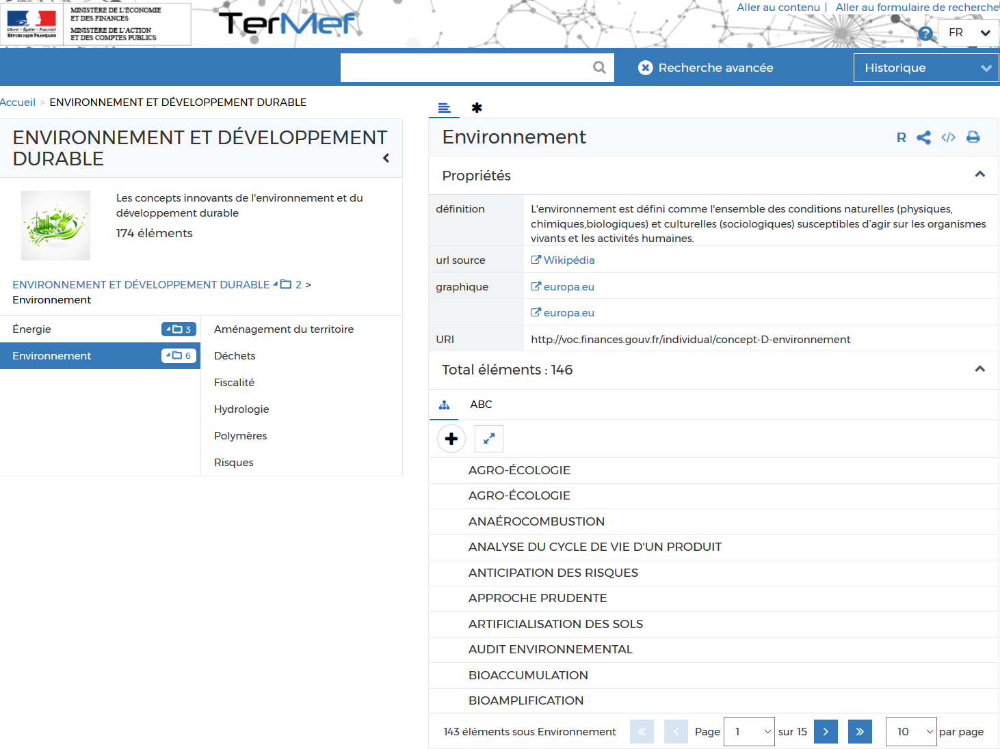 MINISTÈRE DE L'ÉCONOMIE
ET DES FINANCES
MINISTÈRE DE L'ACTION
ET DES COMPTES PUBLICS
Liberté • Égalité • Fraternité
RÉPUBLIQUE FRANÇAISE
TerMef
Aller au contenu | Aller au formulaire de recherche
?
FR
Recherche avancée
Historique
Accueil > ENVIRONNEMENT ET DÉVELOPPEMENT DURABLE
ENVIRONNEMENT ET DÉVELOPPEMENT
DURABLE
Les concepts innovants de l'environnement et du
développement durable
174 éléments
ENVIRONNEMENT ET DÉVELOPPEMENT DURABLE 2 >
Environnement
Énergie 3
Environnement 6
Aménagement du territoire
Déchets
Fiscalité
Hydrologie
Polymères
Risques
Environnement
R </>
Propriétés
définition
L'environnement est défini comme l'ensemble des conditions naturelles (physiques,
chimiques,biologiques) et culturelles (sociologiques) susceptibles d’agir sur les organismes
vivants et les activités humaines.
url source Wikipédia
graphique europa.eu
europa.eu
URI http://voc.finances.gouv.fr/individual/concept-D-environnement
Total éléments : 146
ABC
AGRO-ÉCOLOGIE
AGRO-ÉCOLOGIE
ANAÉROCOMBUSTION
ANALYSE DU CYCLE DE VIE D'UN PRODUIT
ANTICIPATION DES RISQUES
APPROCHE PRUDENTE
ARTIFICIALISATION DES SOLS
AUDIT ENVIRONNEMENTAL
BIOACCUMULATION
BIOAMPLIFICATION
143 éléments sous Environnement « ‹ Page 1 sur 15 › » 10 par page